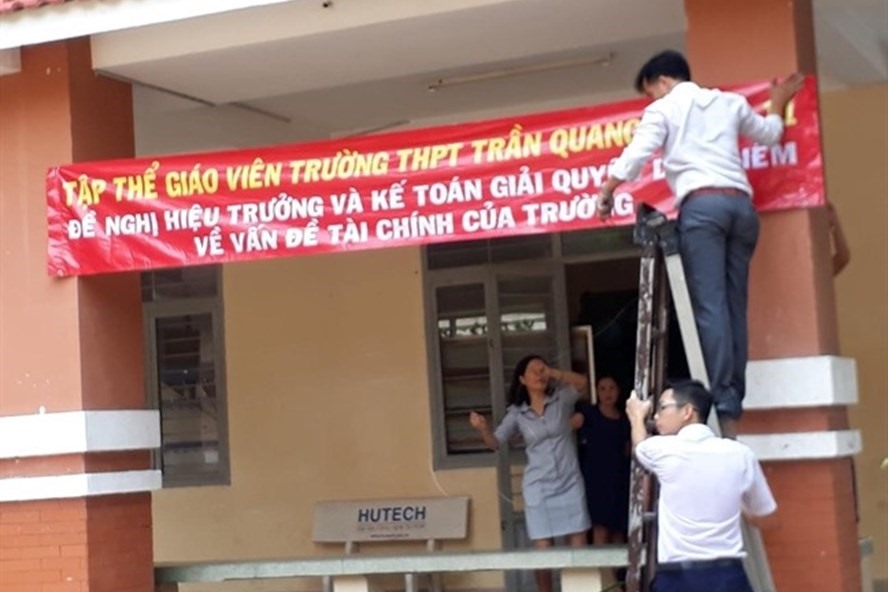 TẬP THỂ GIÁO VIÊN TRƯỜNG THPT TRẦN QUANG
ĐỀ NGHỊ HIỆU TRƯỞNG VÀ KẾ TOÁN GIẢI QUYẾT
VỀ VẤN ĐỀ TÀI CHÍNH CỦA TRƯỜNG
HUTECH